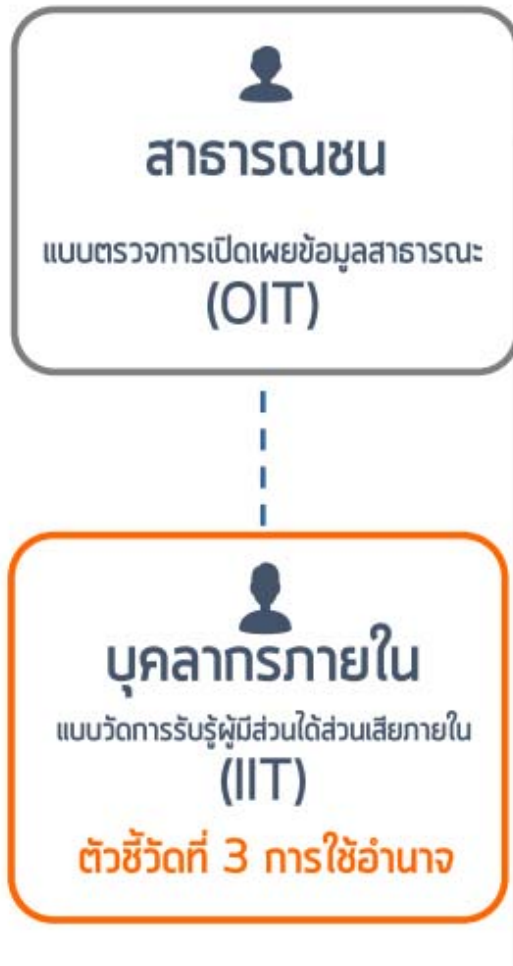 สาธารณชน
แบบตรวจการเปิดเผยข้อมูลสาธารณะ
(OIT)
บุคลากรภายใน
แบบวัดการรับรู้ผู้มีส่วนได้ส่วนเสียภายใน
(IIT)
ตัวชี้วัดที่ 3 การใช้อำนาจ